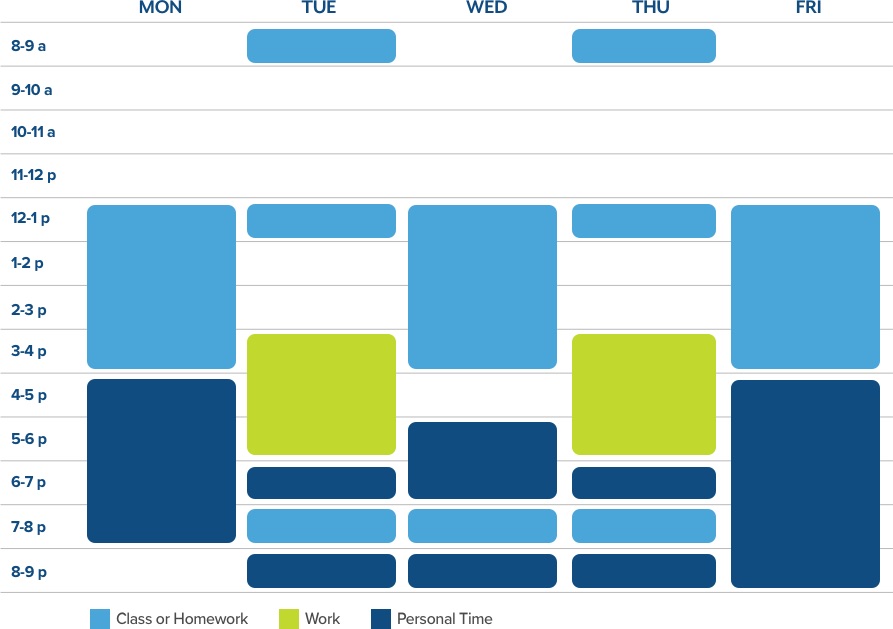 MON TUE WED THU FRI
8-9 a
9-10 a
10-11 a
11-12 p
12-1 p
1-2 p
2-3 p
3-4 p
4-5 p
5-6 p
6-7 p
7-8 p
8-9 p
Class or Homework Work Personal Time